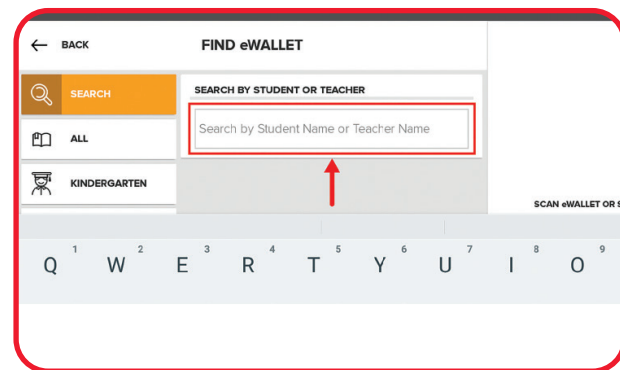 BACK
FIND eWALLET
SEARCH
SEARCH BY STUDENT OR TEACHER
Search by Student Name or Teacher Name
ALL
KINDERGARTEN
SCAN eWALLET OR S
1 2 3 4 5 6 7 8 9
Q W E R T Y U I O